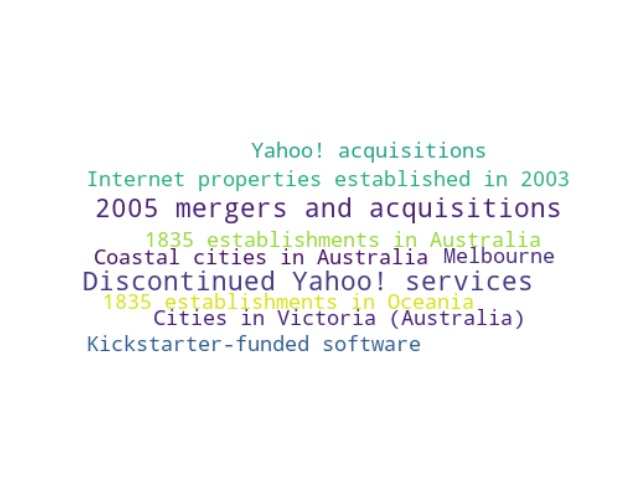 Yahoo! acquisitions
Internet properties established in 2003
2005 mergers and acquisitions
1835 establishments in Australia
Coastal cities in Australia Melbourne
Discontinued Yahoo! services
1835 establishments in Oceania
Cities in Victoria (Australia)
Kickstarter-funded software